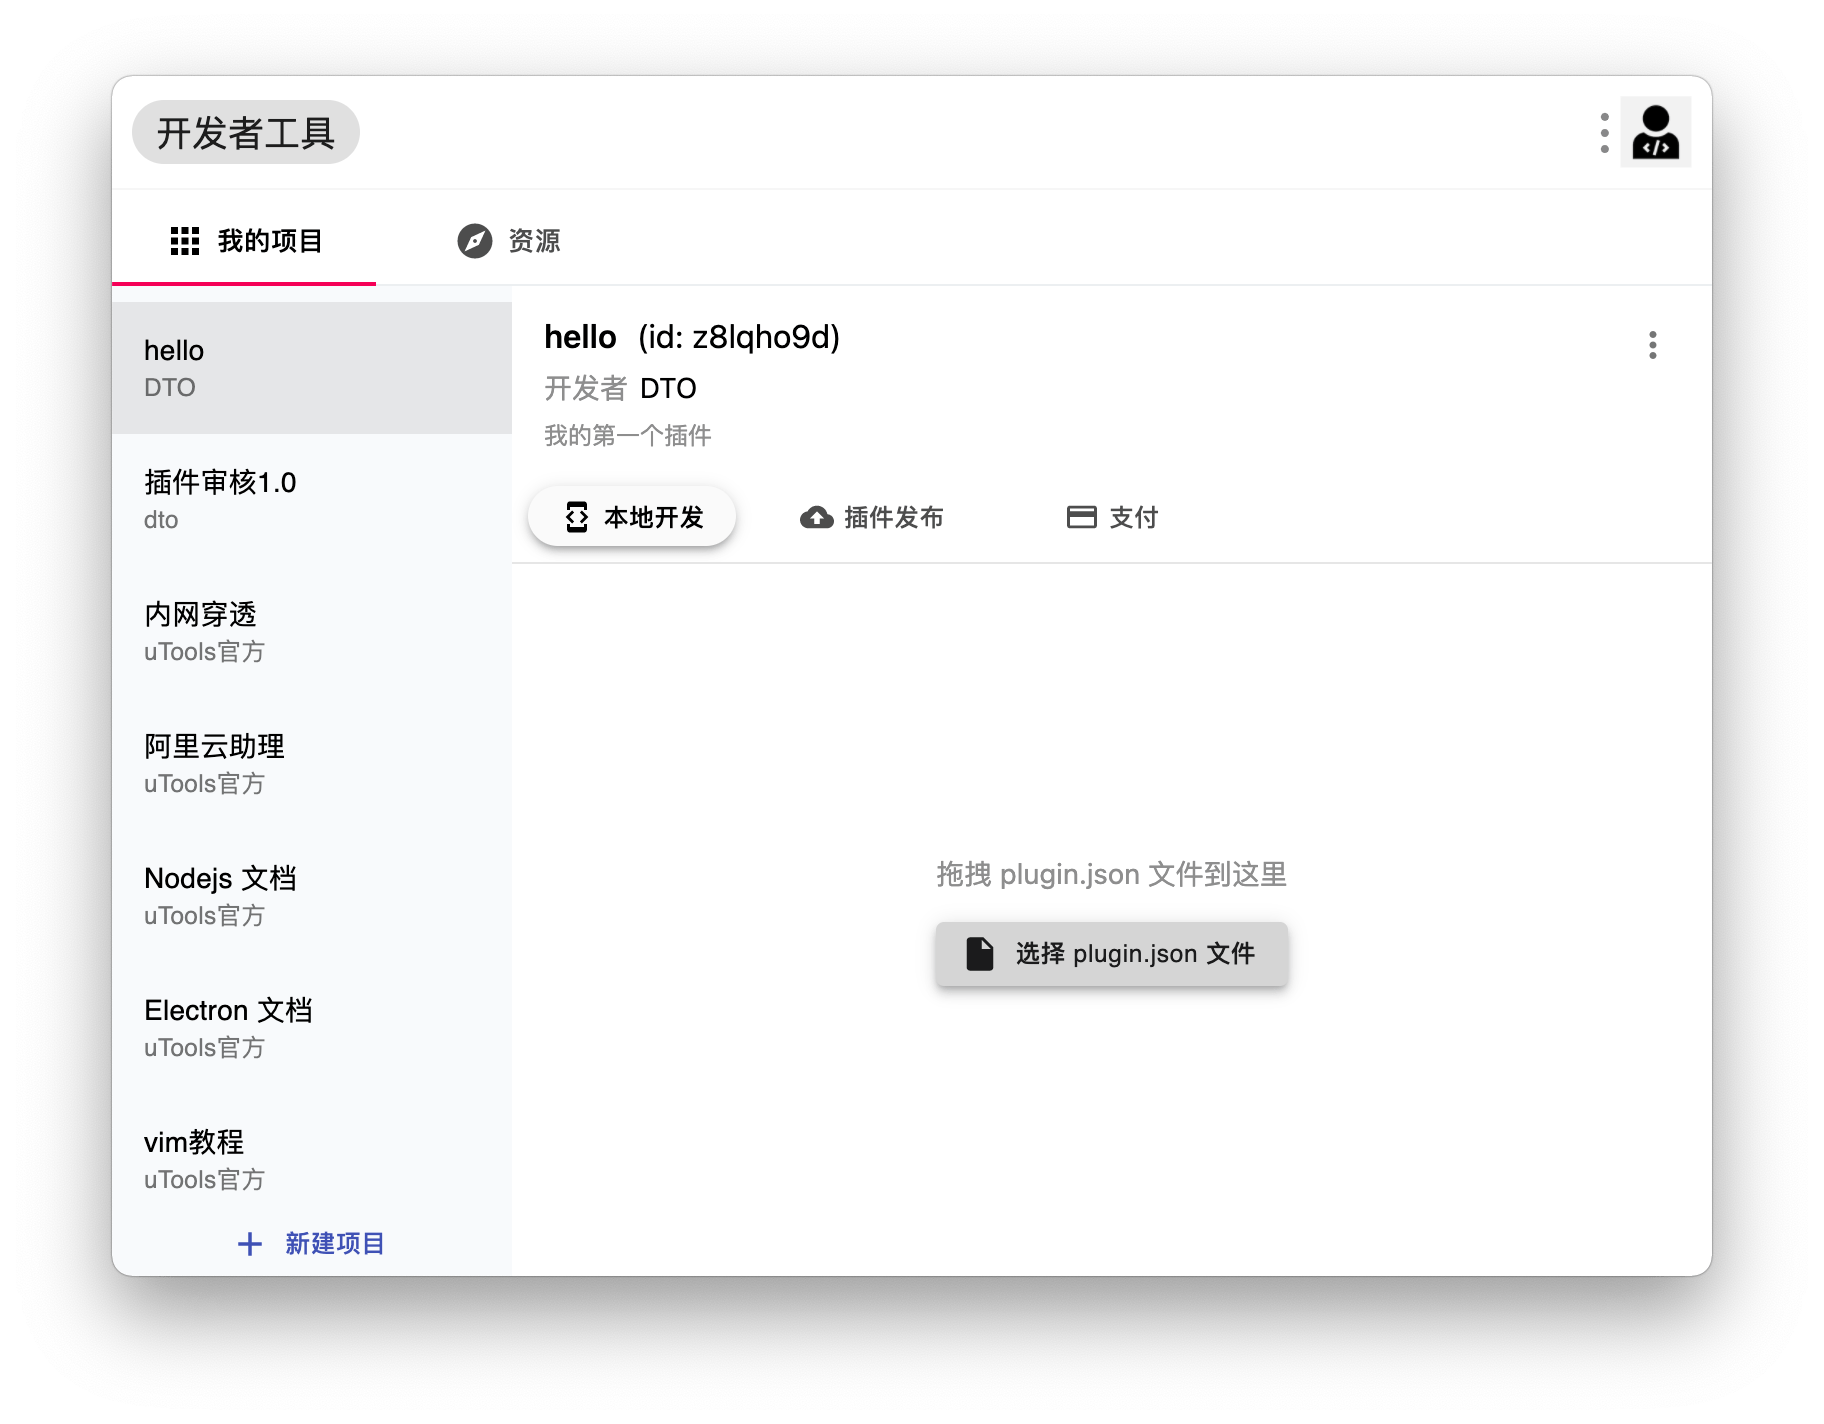 开发者工具
我的项目
资源
hello
DTO
插件审核1.0
dto
内网穿透
uTools官方
阿里云助理
uTools官方
Nodejs 文档
uTools官方
Electron 文档
uTools官方
vim教程
uTools官方
新建项目
hello (id: z8lqho9d)
开发者 DTO
我的第一个插件
本地开发
插件发布
支付
拖拽 plugin.json 文件到这里
选择 plugin.json 文件